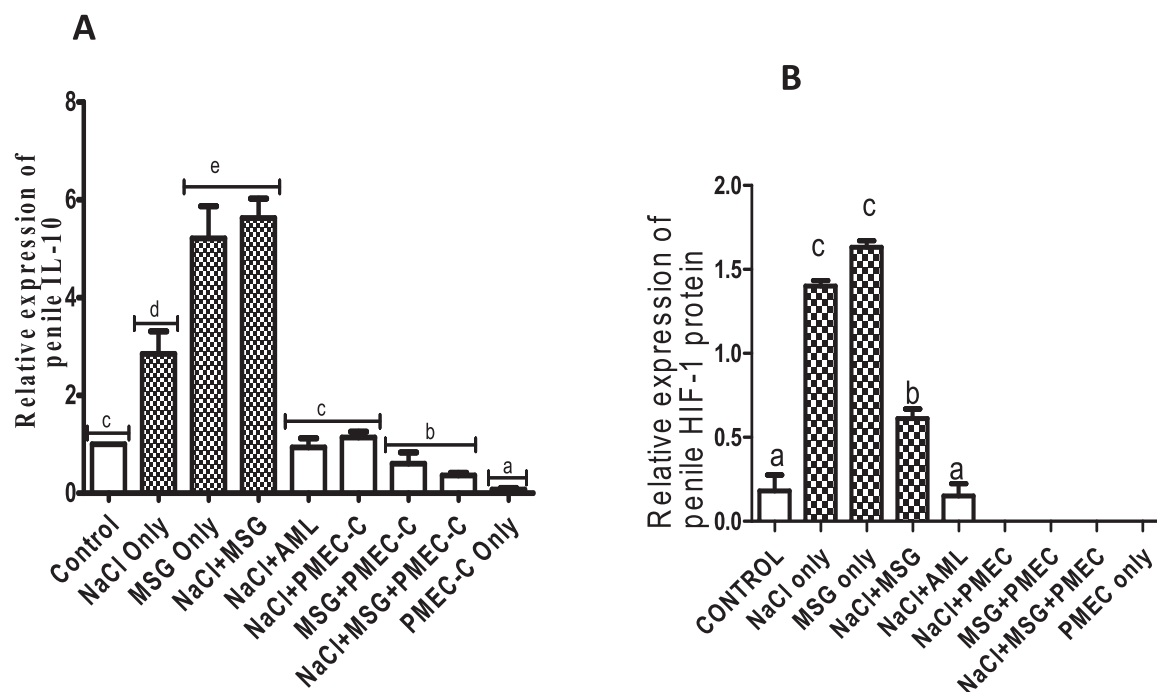 A
Relative expression of
penile IL-10
8
6
4
2
0
c
d
e
c
b
a
Control
NaCl Only
MSG Only
NaCl+MSG
NaCl+AML
NaCl+PMEC-C
MSG+PMEC-C
NaCl+MSG+PMEC-C
PMEC-C Only
B
Relative expression of
penile HIF-1 protein
2.0
1.5
1.0
0.5
0.0
a
c
c
b
a
CONTROL
NaCl only
MSG only
NaCl+MSG
NaCl+AML
NaCl+PMEC
MSG+PMEC
NaCl+MSG+PMEC
PMEC only